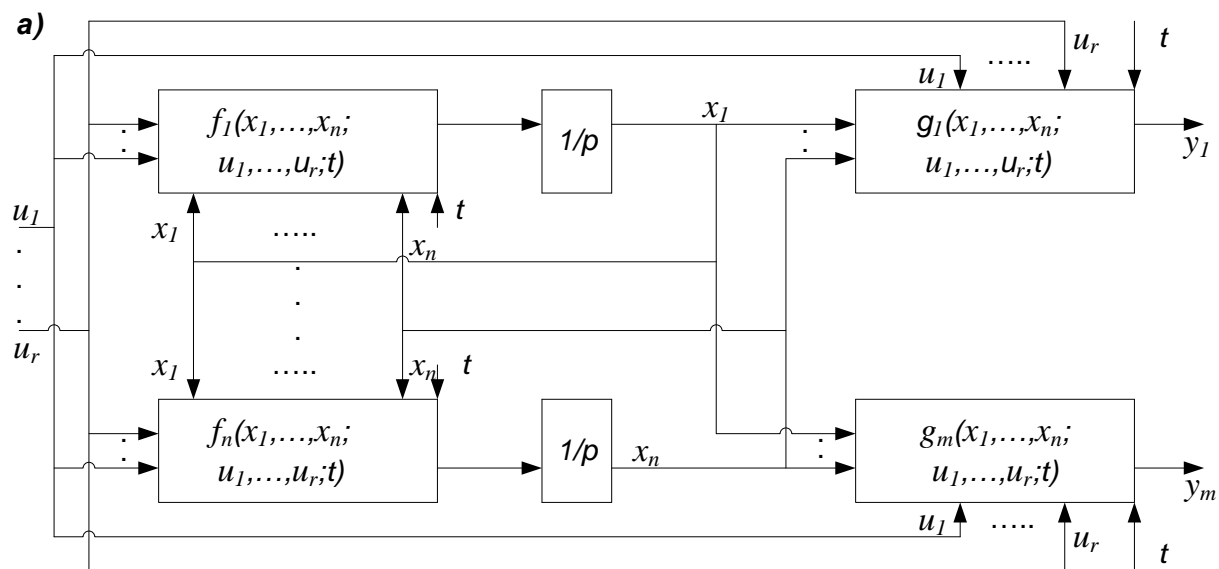 a)
u_r
t
.....
u_1
f_1(x_1,...,x_n;
u_1,...,u_r;t)
1/p
x_1
g_1(x_1,...,x_n;
u_1,...,u_r;t)
y_1
u_1
x_1
.....
x_n
t
u_r
x_1
.....
x_n
t
f_n(x_1,...,x_n;
u_1,...,u_r;t)
1/p
x_n
g_m(x_1,...,x_n;
u_1,...,u_r;t)
y_m
u_1
.....
u_r
t